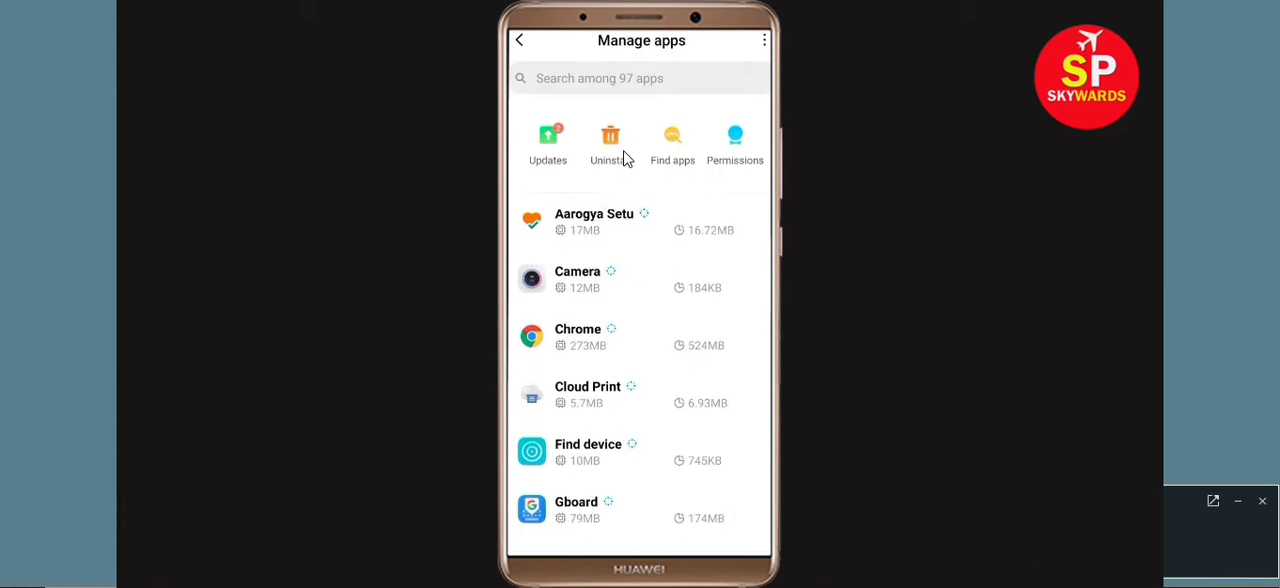 Manage apps
SP
SKYWARDS
Search among 97 apps
2
Updates
Find apps
Permissions
Aarogya Setu
17MB
16.72MB
Camera
12MB
184KB
Chrome
273MB
524MB
Cloud Print
5.7MB
6.93MB
Find device
10MB
745KB
Gboard
79MB
174MB
HUAWEI